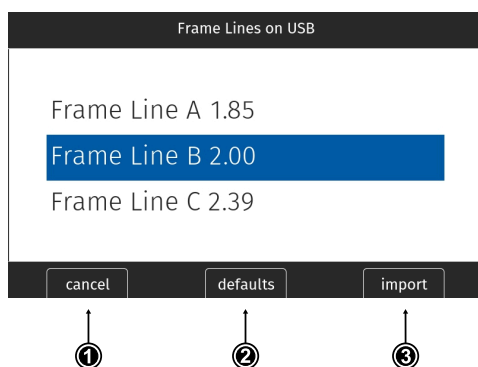 Frame Lines on USB
Frame Line A 1.85
Frame Line B 2.00
Frame Line C 2.39
cancel defaults import
1 2 3